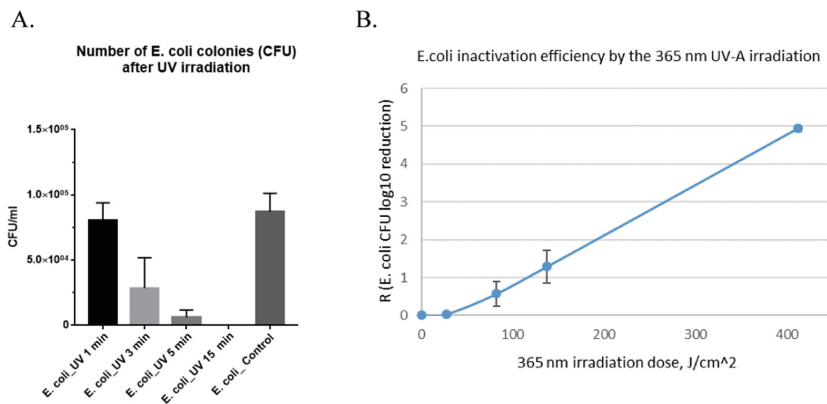 A.
Number of E. coli colonies (CFU)
after UV irradiation
1.5×10⁰⁵
1.0×10⁰⁵
5.0×10⁰⁴
0
CFU/ml
E. coli_UV 1 min
E. coli_UV 3 min
E. coli_UV 5 min
E. coli_UV 15 min
E. coli_ Control
B.
E.coli inactivation efficiency by the 365 nm UV-A irradiation
6
5
4
3
2
1
0
R (E. coli CFU log10 reduction)
0 100 200 300 400
365 nm irradiation dose, J/cm^2